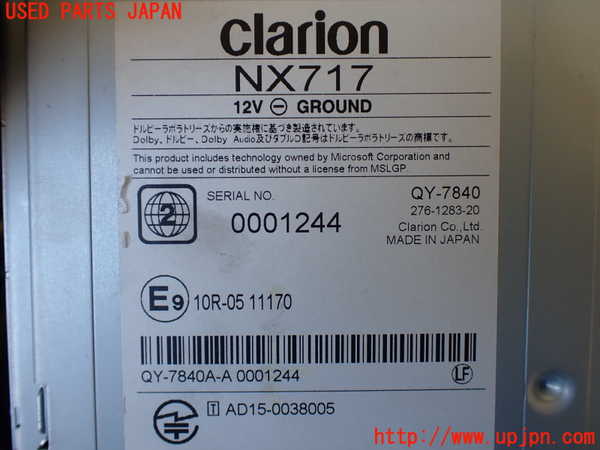 USED PARTS JAPAN
clarion
NX717
12V ⊖ GROUND
ドルビーラボラトリーズからの実施権に基づき製造されています。
Dolby、ドルビー、Dolby Audio及びダブルD記号はドルビーラボラトリーズの商標です。
This product includes technology owned by Microsoft Corporation and
cannot be used or distributed without a license from MSLGP.
2
SERIAL NO.
0001244
QY-7840
276-1283-20
Clarion Co.,Ltd.
MADE IN JAPAN
E9 10R-05 11170
QY-7840A-A 0001244
LF
T AD15-0038005
http://www.upjpn.com